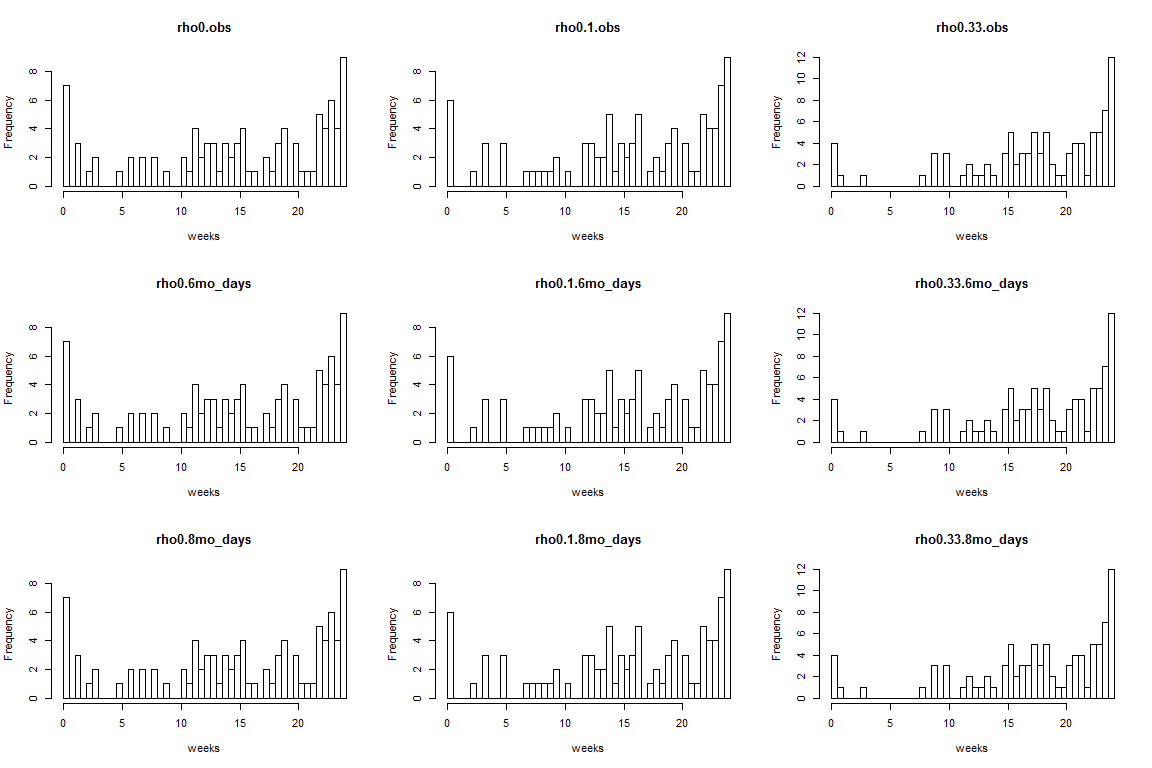 rho0.obs
rho0.1.obs
rho0.33.obs
Frequency
0 2 4 6 8
0 5 10 15 20
weeks
Frequency
0 2 4 6 8
0 5 10 15 20
weeks
Frequency
0 2 4 6 8 10 12
0 5 10 15 20
weeks
rho0.6mo_days
rho0.1.6mo_days
rho0.33.6mo_days
Frequency
0 2 4 6 8
0 5 10 15 20
weeks
Frequency
0 2 4 6 8
0 5 10 15 20
weeks
Frequency
0 2 4 6 8 10 12
0 5 10 15 20
weeks
rho0.8mo_days
rho0.1.8mo_days
rho0.33.8mo_days
Frequency
0 2 4 6 8
0 5 10 15 20
weeks
Frequency
0 2 4 6 8
0 5 10 15 20
weeks
Frequency
0 2 4 6 8 10 12
0 5 10 15 20
weeks